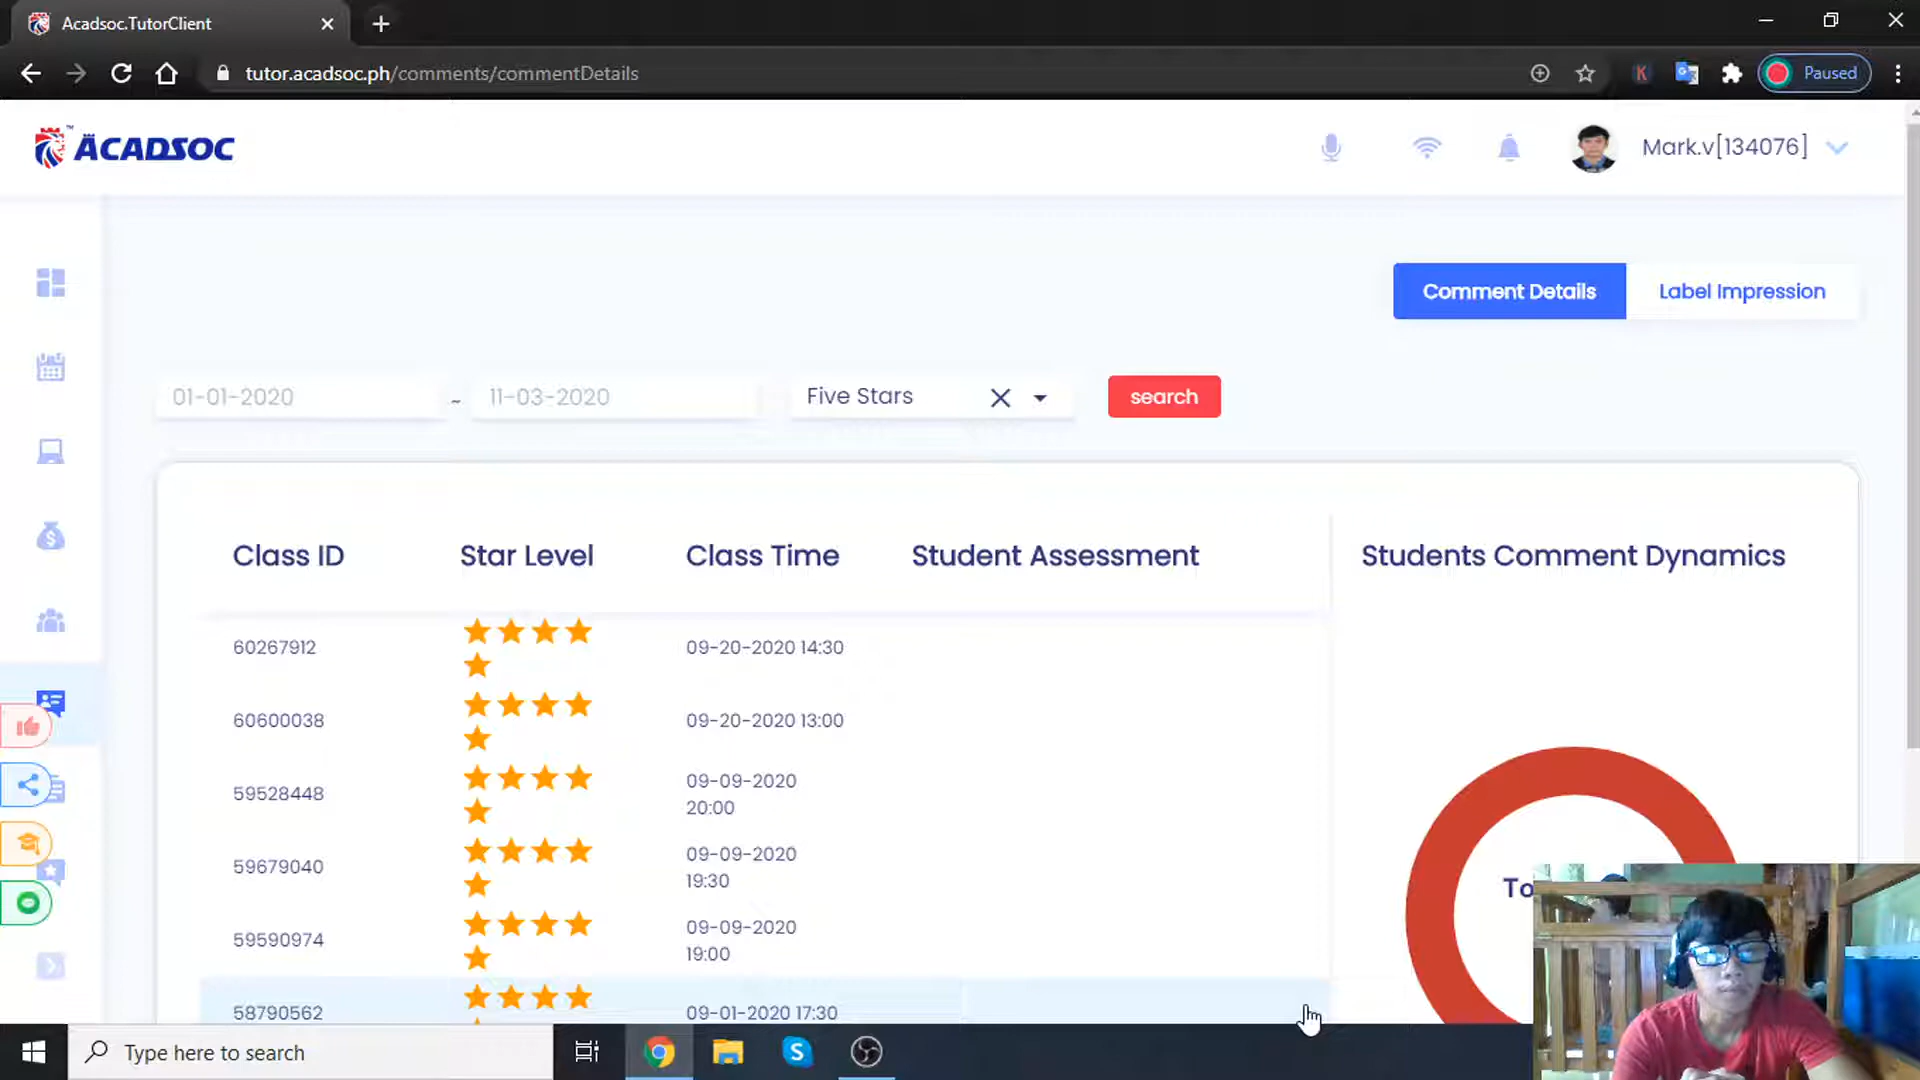 Acadsoc.TutorClient
tutor.acadsoc.ph/comments/commentDetails
Paused
ACADSOC
Mark.v[134076]
Comment Details
Label Impression
01-01-2020 ~ 11-03-2020
Five Stars
search
Class ID
Star Level
Class Time
Student Assessment
Students Comment Dynamics
60267912
09-20-2020 14:30
60600038
09-20-2020 13:00
59528448
09-09-2020
20:00
59679040
09-09-2020
19:30
59590974
09-09-2020
19:00
58790562
09-01-2020 17:30
Type here to search